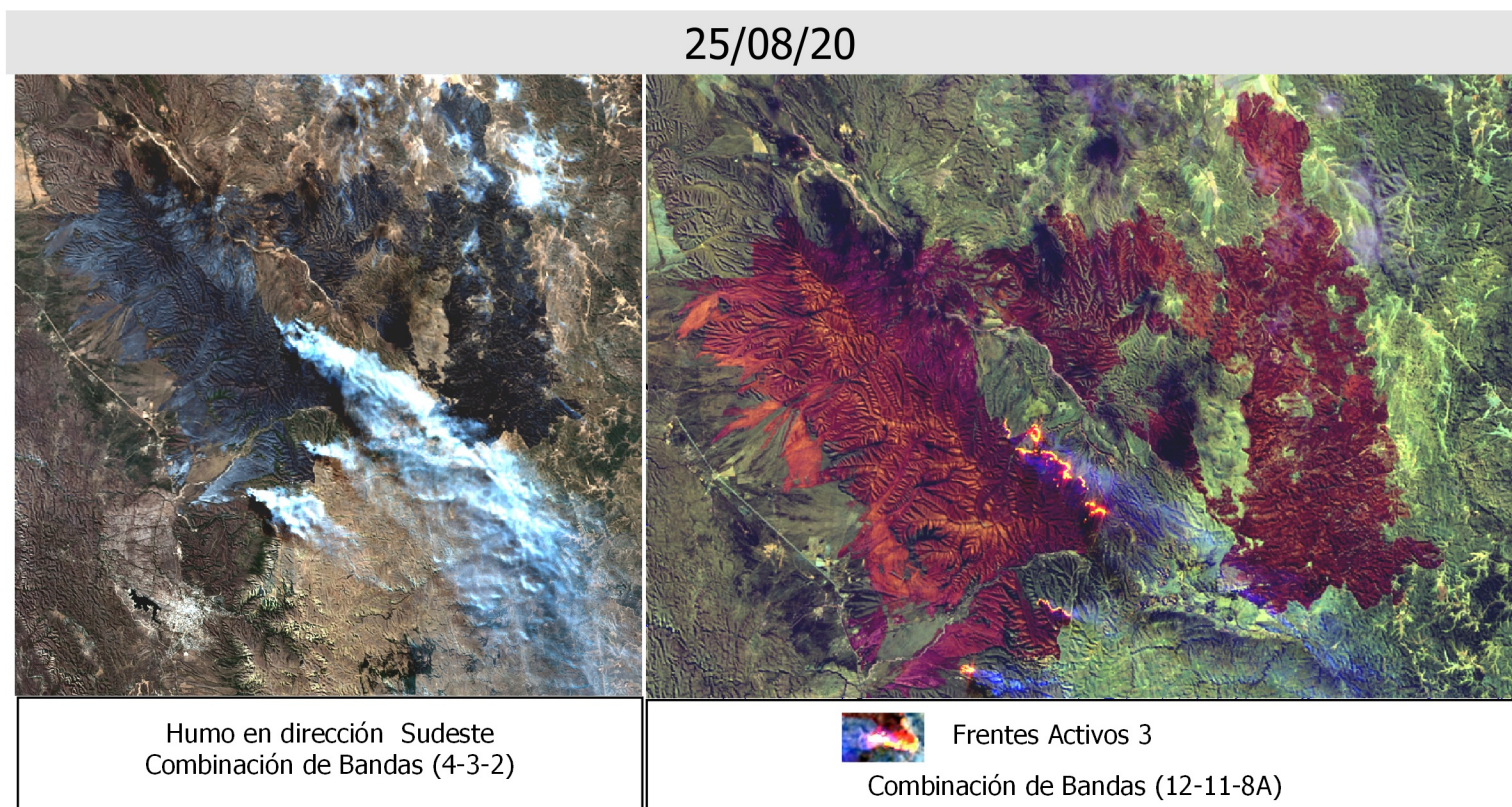 25/08/20
Humo en dirección Sudeste
Combinación de Bandas (4-3-2)
Frentes Activos 3
Combinación de Bandas (12-11-8A)